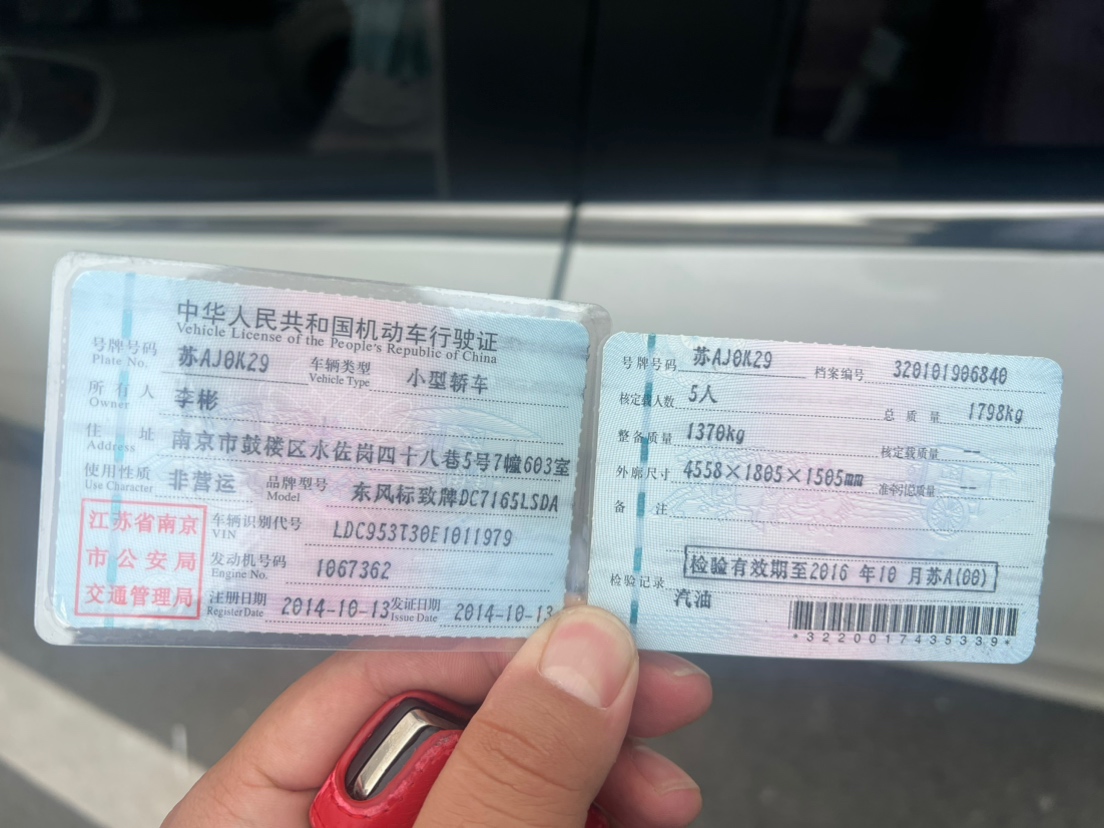 中华人民共和国机动车行驶证
Vehicle License of the People's Republic of China
号牌号码 苏AJ0K29 车辆类型 小型轿车
Plate No. Vehicle Type
所有人 李彬
Owner
住址 南京市鼓楼区水佐岗四十八巷5号7幢603室
Address
使用性质 非营运 品牌型号 东风标致牌DC7165LSDA
Use Character Model
江苏省南京
市公安局
交通管理局
车辆识别代号 LDC953T30E1011979
VIN
发动机号码 1067362
Engine No.
注册日期 2014-10-13 发证日期 2014-10-13
Register Date Issue Date
号牌号码 苏AJ0K29 档案编号 320101906840
核定载人数 5人 总质量 1798kg
整备质量 1370kg 核定载质量 --
外廓尺寸 4558×1805×1505mm 准牵引总质量 --
备注
检验记录 检验有效期至2016 年10 月苏A(00)
汽油
*3220017435339*